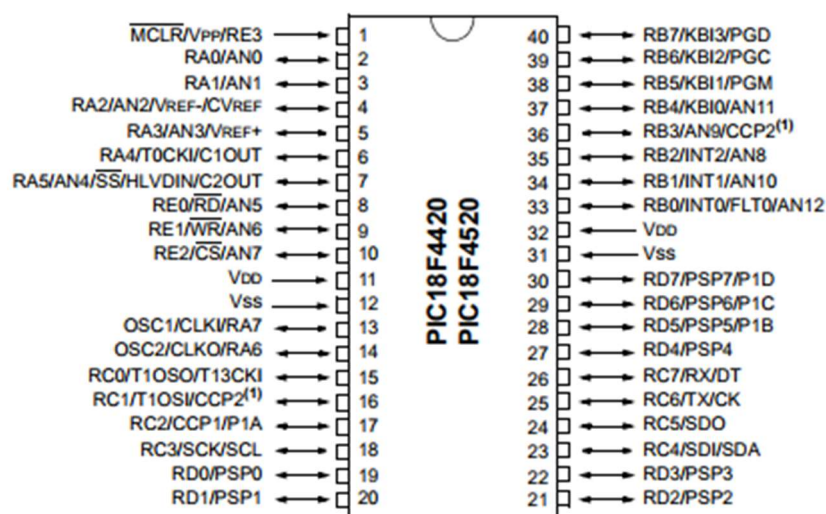 MCLR/VPP/RE3 1
RA0/AN0 2
RA1/AN1 3
RA2/AN2/VREF-/CVREF 4
RA3/AN3/VREF+ 5
RA4/T0CKI/C1OUT 6
RA5/AN4/SS/HLVDIN/C2OUT 7
RE0/RD/AN5 8
RE1/WR/AN6 9
RE2/CS/AN7 10
VDD 11
VSS 12
OSC1/CLKI/RA7 13
OSC2/CLKO/RA6 14
RC0/T1OSO/T13CKI 15
RC1/T1OSI/CCP2(1) 16
RC2/CCP1/P1A 17
RC3/SCK/SCL 18
RD0/PSP0 19
RD1/PSP1 20
PIC18F4420
PIC18F4520
40 RB7/KBI3/PGD
39 RB6/KBI2/PGC
38 RB5/KBI1/PGM
37 RB4/KBI0/AN11
36 RB3/AN9/CCP2(1)
35 RB2/INT2/AN8
34 RB1/INT1/AN10
33 RB0/INT0/FLT0/AN12
32 VDD
31 VSS
30 RD7/PSP7/P1D
29 RD6/PSP6/P1C
28 RD5/PSP5/P1B
27 RD4/PSP4
26 RC7/RX/DT
25 RC6/TX/CK
24 RC5/SDO
23 RC4/SDI/SDA
22 RD3/PSP3
21 RD2/PSP2